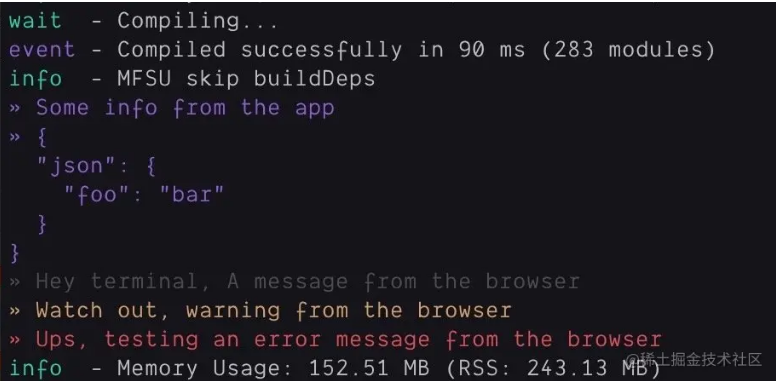 wait  - Compiling...
event - Compiled successfully in 90 ms (283 modules)
info  - MFSU skip buildDeps
» Some info from the app
» {
  "json": {
    "foo": "bar"
  }
}
» Hey terminal, A message from the browser
» Watch out, warning from the browser
» Ups, testing an error message from the browser
info  - Memory Usage: 152.51 MB (RSS: 243.13 MB)
@稀土掘金技术社区